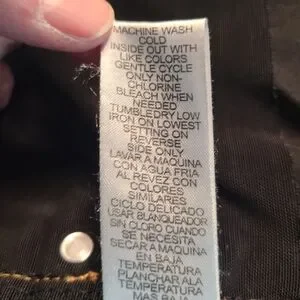 MACHINE WASH
COLD
INSIDE OUT WITH
LIKE COLORS
GENTLE CYCLE
ONLY NON-
CHLORINE
BLEACH WHEN
NEEDED
TUMBLE DRY LOW
IRON ON LOWEST
SETTING ON
REVERSE
SIDE ONLY
LAVAR A MAQUINA
CON AGUA FRIA
AL REVEZ CON
COLORES
SIMILARES
CICLO DELICADO
USAR BLANQUEADOR
SIN CLORO CUANDO
SE NECESITA
SECAR A MAQUINA
EN BAJA
TEMPERATURA
PLANCHAR A LA
TEMPERATURA
MAS BAJA